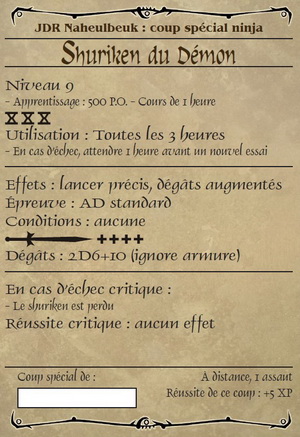 JDR Naheulbeuk : coup spécial ninja
Shuriken du Démon
Niveau 9
- Apprentissage : 500 P.O. - Cours de 1 heure
Utilisation : Toutes les 3 heures
- En cas d'échec, attendre 1 heure avant un nouvel essai
Effets : lancer précis, dégâts augmentés
Épreuve : AD standard
Conditions : aucune
++++
Dégâts : 2D6+10 (ignore armure)
En cas d'échec critique :
- Le shuriken est perdu
Réussite critique : aucun effet
Coup spécial de :
À distance, 1 assaut
Réussite de ce coup : +5 XP